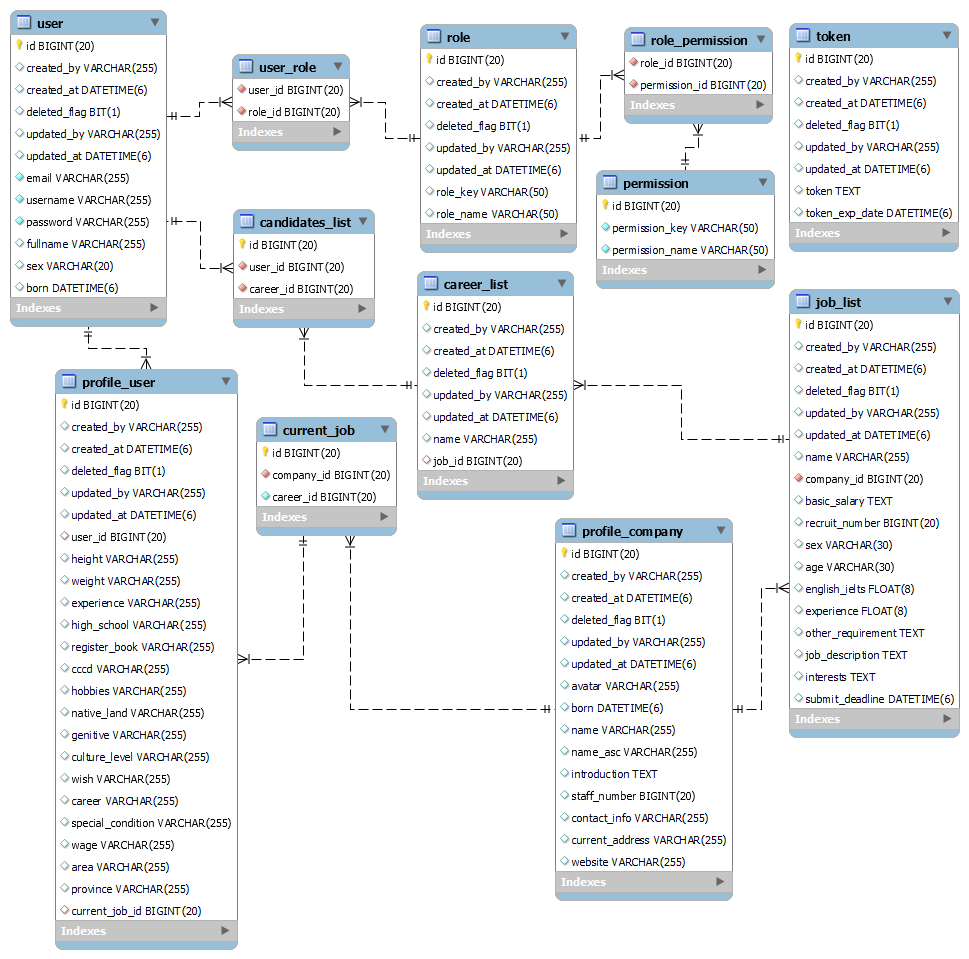 user
id BIGINT(20)
created_by VARCHAR(255)
created_at DATETIME(6)
deleted_flag BIT(1)
updated_by VARCHAR(255)
updated_at DATETIME(6)
email VARCHAR(255)
username VARCHAR(255)
password VARCHAR(255)
fullname VARCHAR(255)
sex VARCHAR(20)
born DATETIME(6)
Indexes
user_role
user_id BIGINT(20)
role_id BIGINT(20)
Indexes
role
id BIGINT(20)
created_by VARCHAR(255)
created_at DATETIME(6)
deleted_flag BIT(1)
updated_by VARCHAR(255)
updated_at DATETIME(6)
role_key VARCHAR(50)
role_name VARCHAR(50)
Indexes
role_permission
role_id BIGINT(20)
permission_id BIGINT(20)
Indexes
token
id BIGINT(20)
created_by VARCHAR(255)
created_at DATETIME(6)
deleted_flag BIT(1)
updated_by VARCHAR(255)
updated_at DATETIME(6)
token TEXT
token_exp_date DATETIME(6)
Indexes
permission
id BIGINT(20)
permission_key VARCHAR(50)
permission_name VARCHAR(50)
Indexes
candidates_list
id BIGINT(20)
user_id BIGINT(20)
career_id BIGINT(20)
Indexes
career_list
id BIGINT(20)
created_by VARCHAR(255)
created_at DATETIME(6)
deleted_flag BIT(1)
updated_by VARCHAR(255)
updated_at DATETIME(6)
name VARCHAR(255)
job_id BIGINT(20)
Indexes
job_list
id BIGINT(20)
created_by VARCHAR(255)
created_at DATETIME(6)
deleted_flag BIT(1)
updated_by VARCHAR(255)
updated_at DATETIME(6)
name VARCHAR(255)
company_id BIGINT(20)
basic_salary TEXT
recruit_number BIGINT(20)
sex VARCHAR(30)
age VARCHAR(30)
english_ielts FLOAT(8)
experience FLOAT(8)
other_requirement TEXT
job_description TEXT
interests TEXT
submit_deadline DATETIME(6)
Indexes
profile_user
id BIGINT(20)
created_by VARCHAR(255)
created_at DATETIME(6)
deleted_flag BIT(1)
updated_by VARCHAR(255)
updated_at DATETIME(6)
user_id BIGINT(20)
height VARCHAR(255)
weight VARCHAR(255)
experience VARCHAR(255)
high_school VARCHAR(255)
register_book VARCHAR(255)
cccd VARCHAR(255)
hobbies VARCHAR(255)
native_land VARCHAR(255)
genitive VARCHAR(255)
culture_level VARCHAR(255)
wish VARCHAR(255)
career VARCHAR(255)
special_condition VARCHAR(255)
wage VARCHAR(255)
area VARCHAR(255)
province VARCHAR(255)
current_job_id BIGINT(20)
Indexes
current_job
id BIGINT(20)
company_id BIGINT(20)
career_id BIGINT(20)
Indexes
profile_company
id BIGINT(20)
created_by VARCHAR(255)
created_at DATETIME(6)
deleted_flag BIT(1)
updated_by VARCHAR(255)
updated_at DATETIME(6)
avatar VARCHAR(255)
born DATETIME(6)
name VARCHAR(255)
name_asc VARCHAR(255)
introduction TEXT
staff_number BIGINT(20)
contact_info VARCHAR(255)
current_address VARCHAR(255)
website VARCHAR(255)
Indexes